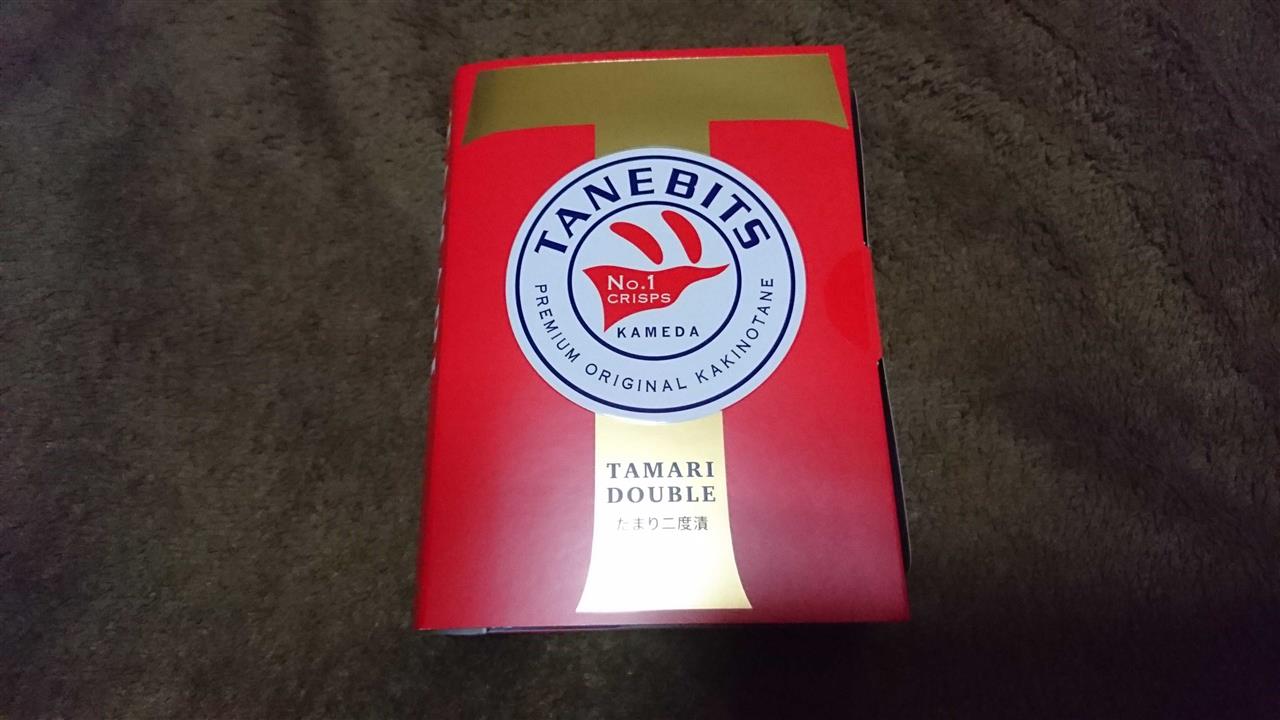 TANEBITS
No.1
CRISPS
KAMEDA
PREMIUM ORIGINAL KAKINOTANE
TAMARI
DOUBLE
たまり二度漬